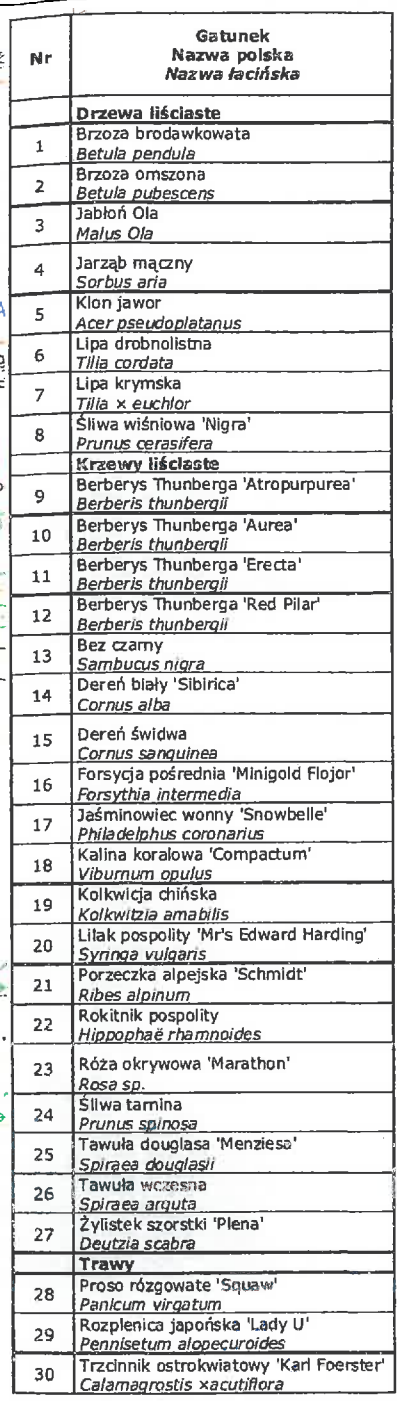 Nr
Gatunek
Nazwa polska
Nazwa łacińska
Drzewa liściaste
1
Brzoza brodawkowata
Betula pendula
2
Brzoza omszona
Betula pubescens
3
Jabłoń Ola
Malus Ola
4
Jarząb mączny
Sorbus aria
5
Klon jawor
Acer pseudoplatanus
6
Lipa drobnolistna
Tilia cordata
7
Lipa krymska
Tilia × euchlor
8
Śliwa wiśniowa 'Nigra'
Prunus cerasifera
Krzewy liściaste
9
Berberys Thunberga 'Atropurpurea'
Berberis thunbergii
10
Berberys Thunberga 'Aurea'
Berberis thunbergii
11
Berberys Thunberga 'Erecta'
Berberis thunbergii
12
Berberys Thunberga 'Red Pilar'
Berberis thunbergii
13
Bez czarny
Sambucus nigra
14
Dereń biały 'Sibirica'
Cornus alba
15
Dereń świdwa
Cornus sanquinea
16
Forsycja pośrednia 'Minigold Flojor'
Forsythia intermedia
17
Jaśminowiec wonny 'Snowbelle'
Philadelphus coronarius
18
Kalina koralowa 'Compactum'
Viburnum opulus
19
Kolkwicja chińska
Kolkwitzia amabilis
20
Lilak pospolity 'Mr's Edward Harding'
Syringa vulgaris
21
Porzeczka alpejska 'Schmidt'
Ribes alpinum
22
Rokitnik pospolity
Hippophaë rhamnoides
23
Róża okrywowa 'Marathon'
Rosa sp.
24
Śliwa tarnina
Prunus spinosa
25
Tawuła douglasa 'Menziesa'
Spiraea douglasii
26
Tawuła wczesna
Spiraea arguta
27
Żylistek szorstki 'Plena'
Deutzia scabra
Trawy
28
Proso rózgowate 'Squaw'
Panicum virgatum
29
Rozplenica japońska 'Lady U'
Pennisetum alopecuroides
30
Trzcinnik ostrokwiatowy 'Karl Foerster'
Calamagrostis xacutiflora